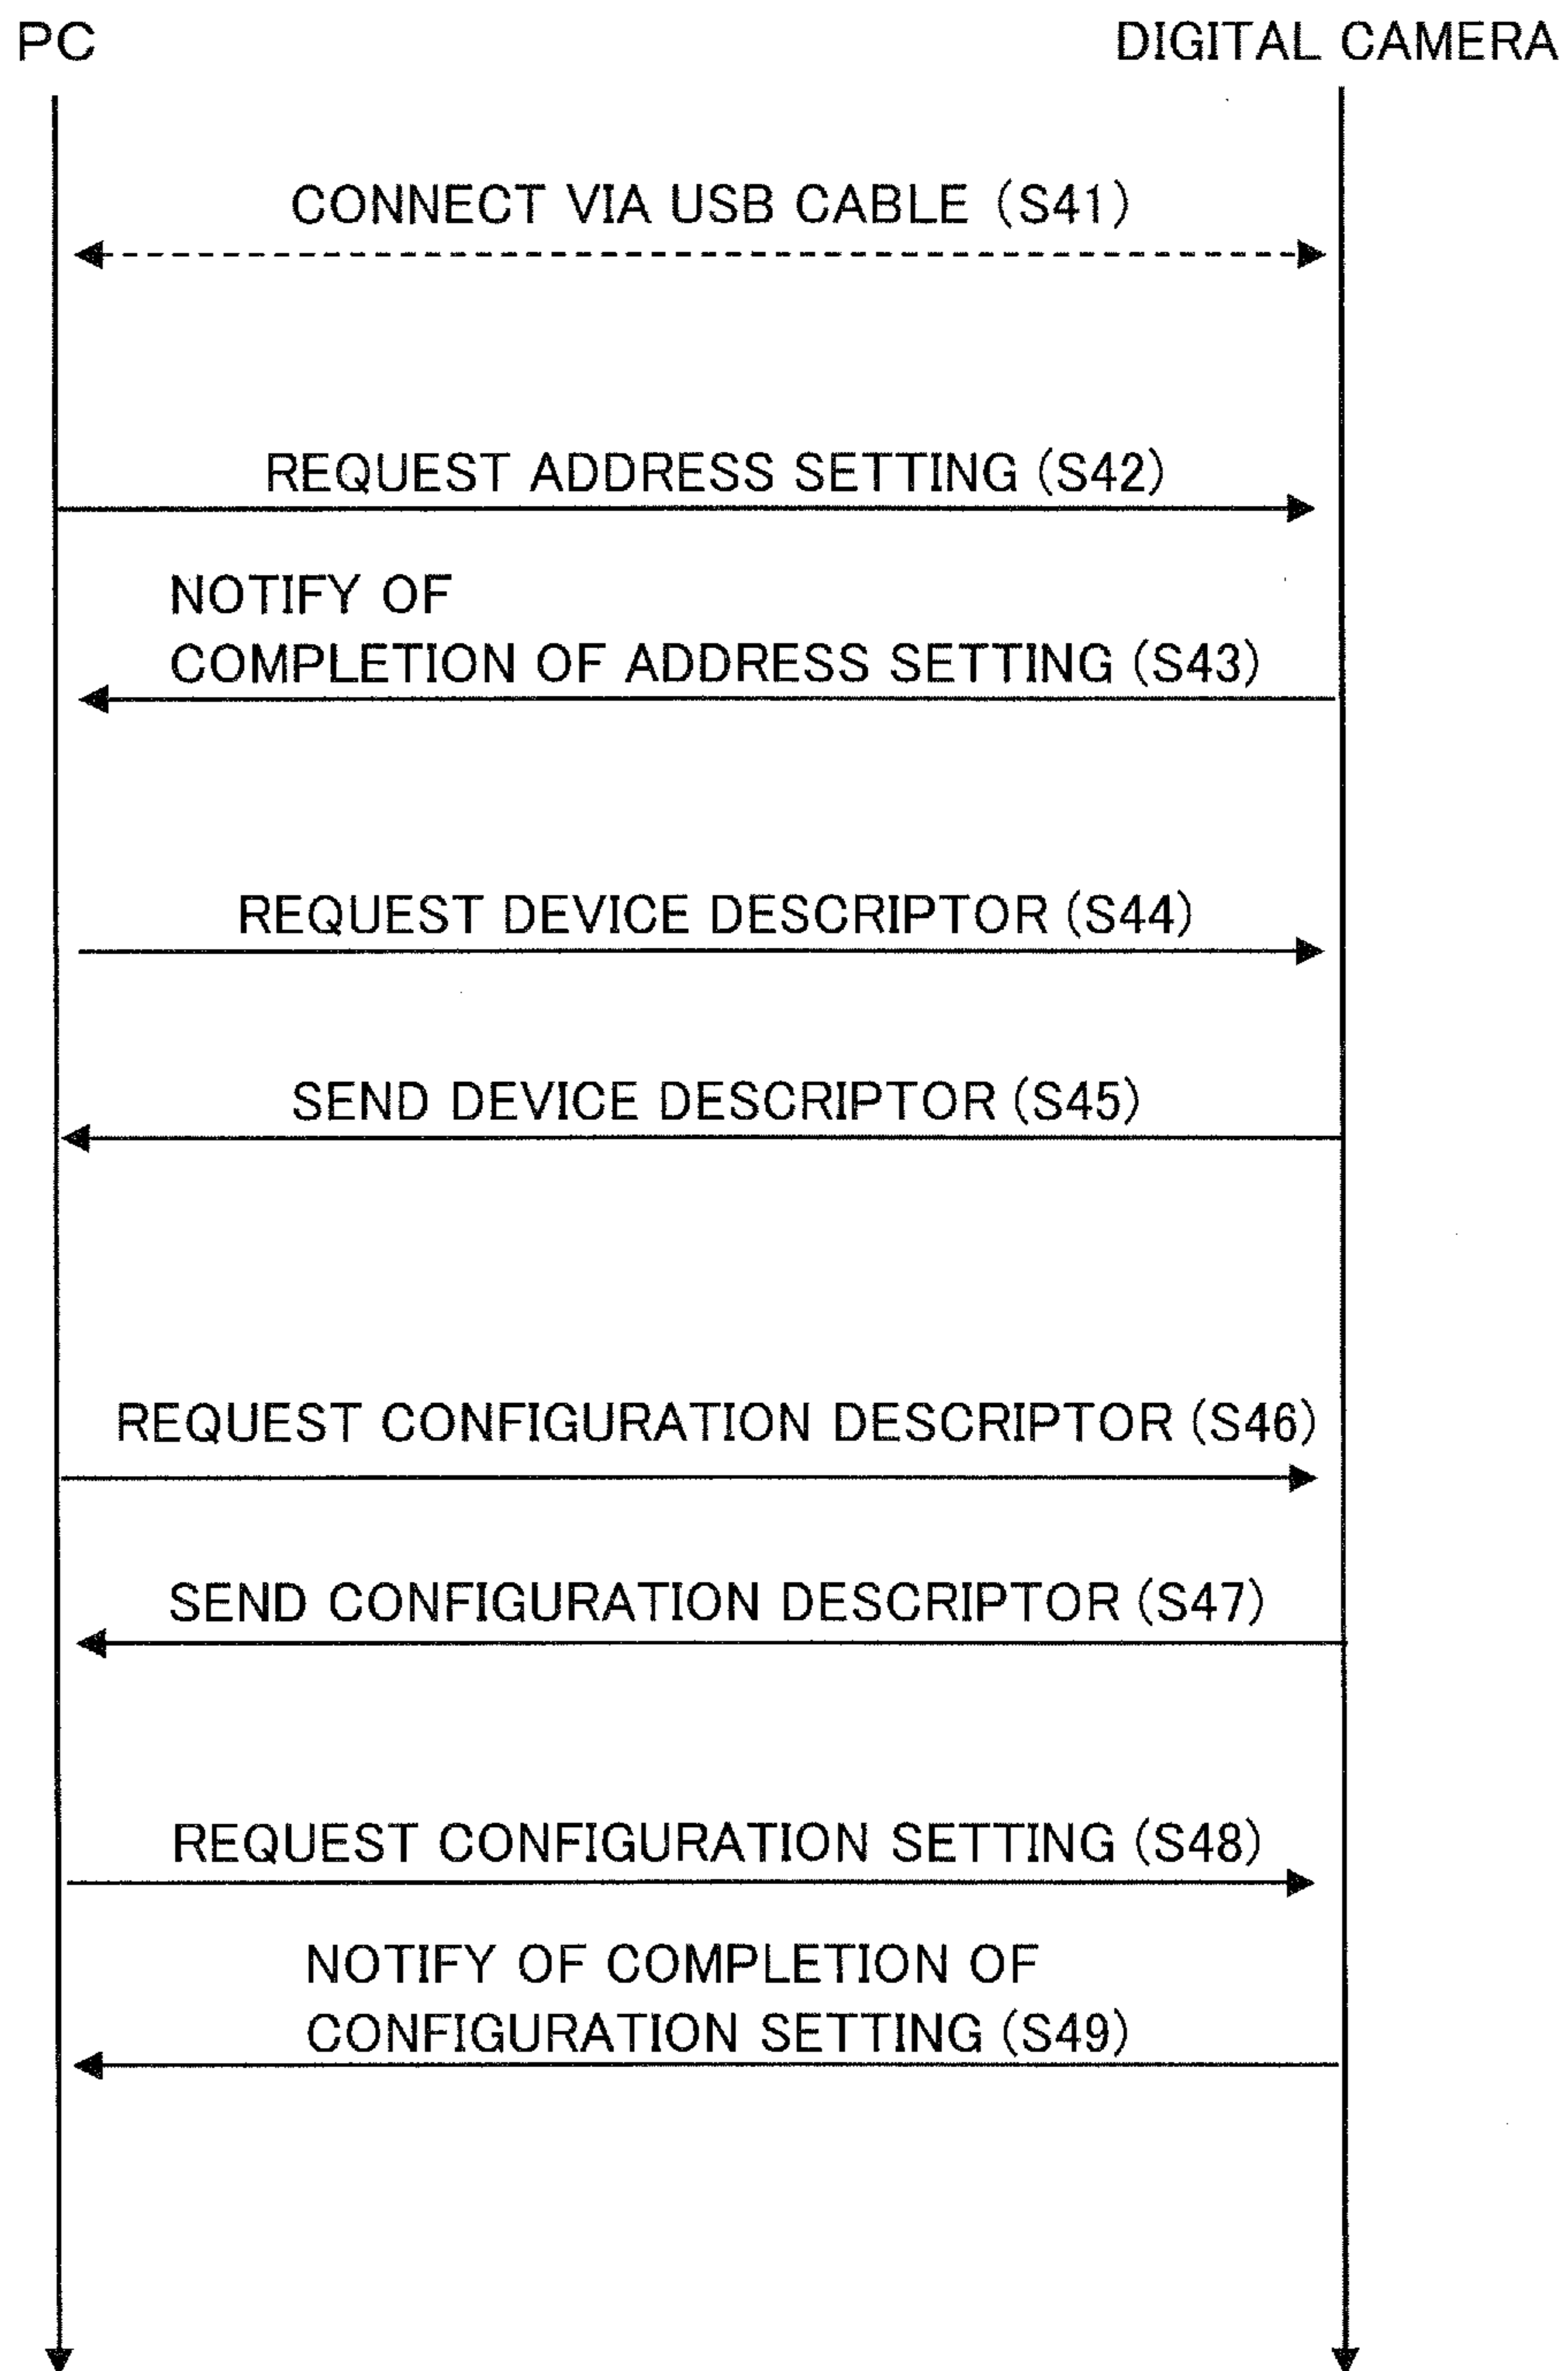 PC
DIGITAL CAMERA
CONNECT VIA USB CABLE (S41)
REQUEST ADDRESS SETTING (S42)
NOTIFY OF
COMPLETION OF ADDRESS SETTING (S43)
REQUEST DEVICE DESCRIPTOR (S44)
SEND DEVICE DESCRIPTOR (S45)
REQUEST CONFIGURATION DESCRIPTOR (S46)
SEND CONFIGURATION DESCRIPTOR (S47)
REQUEST CONFIGURATION SETTING (S48)
NOTIFY OF COMPLETION OF
CONFIGURATION SETTING (S49)